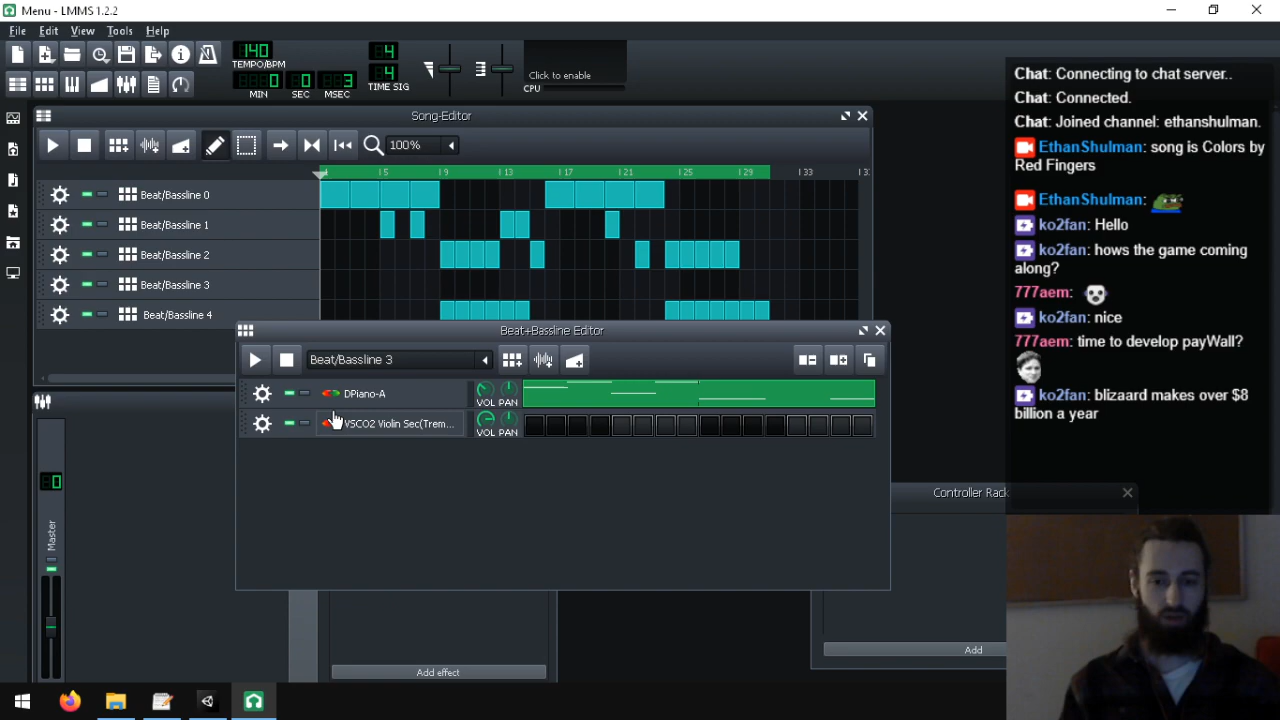 Menu - LMMS 1.2.2
File Edit View Tools Help
140
TEMPO/BPM
0 0 3
MIN SEC MSEC
4
4
TIME SIG
Click to enable
CPU
Song-Editor
100%
5 9 13 17 21 25 29 33
Beat/Bassline 0
Beat/Bassline 1
Beat/Bassline 2
Beat/Bassline 3
Beat/Bassline 4
Beat+Bassline Editor
Beat/Bassline 3
DPiano-A
VOL PAN
VSCO2 Violin Sec(Trem...
VOL PAN
0
Master
Add effect
Controller Rack
Add
Chat: Connecting to chat server..
Chat: Connected.
Chat: Joined channel: ethanshulman.
EthanShulman: song is Colors by
Red Fingers
EthanShulman:
ko2fan: Hello
ko2fan: hows the game coming
along?
777aem:
ko2fan: nice
777aem: time to develop payWall?
ko2fan: blizaard makes over $8
billion a year